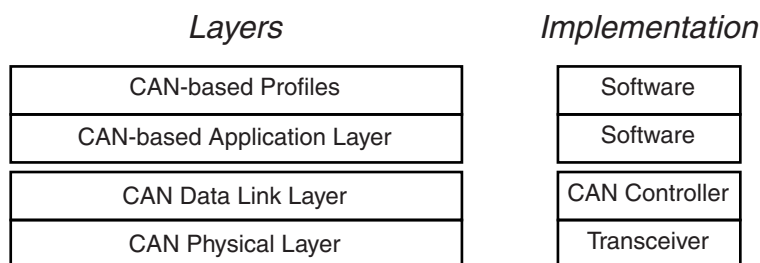 Layers Implementation
CAN-based Profiles Software
CAN-based Application Layer Software
CAN Data Link Layer CAN Controller
CAN Physical Layer Transceiver